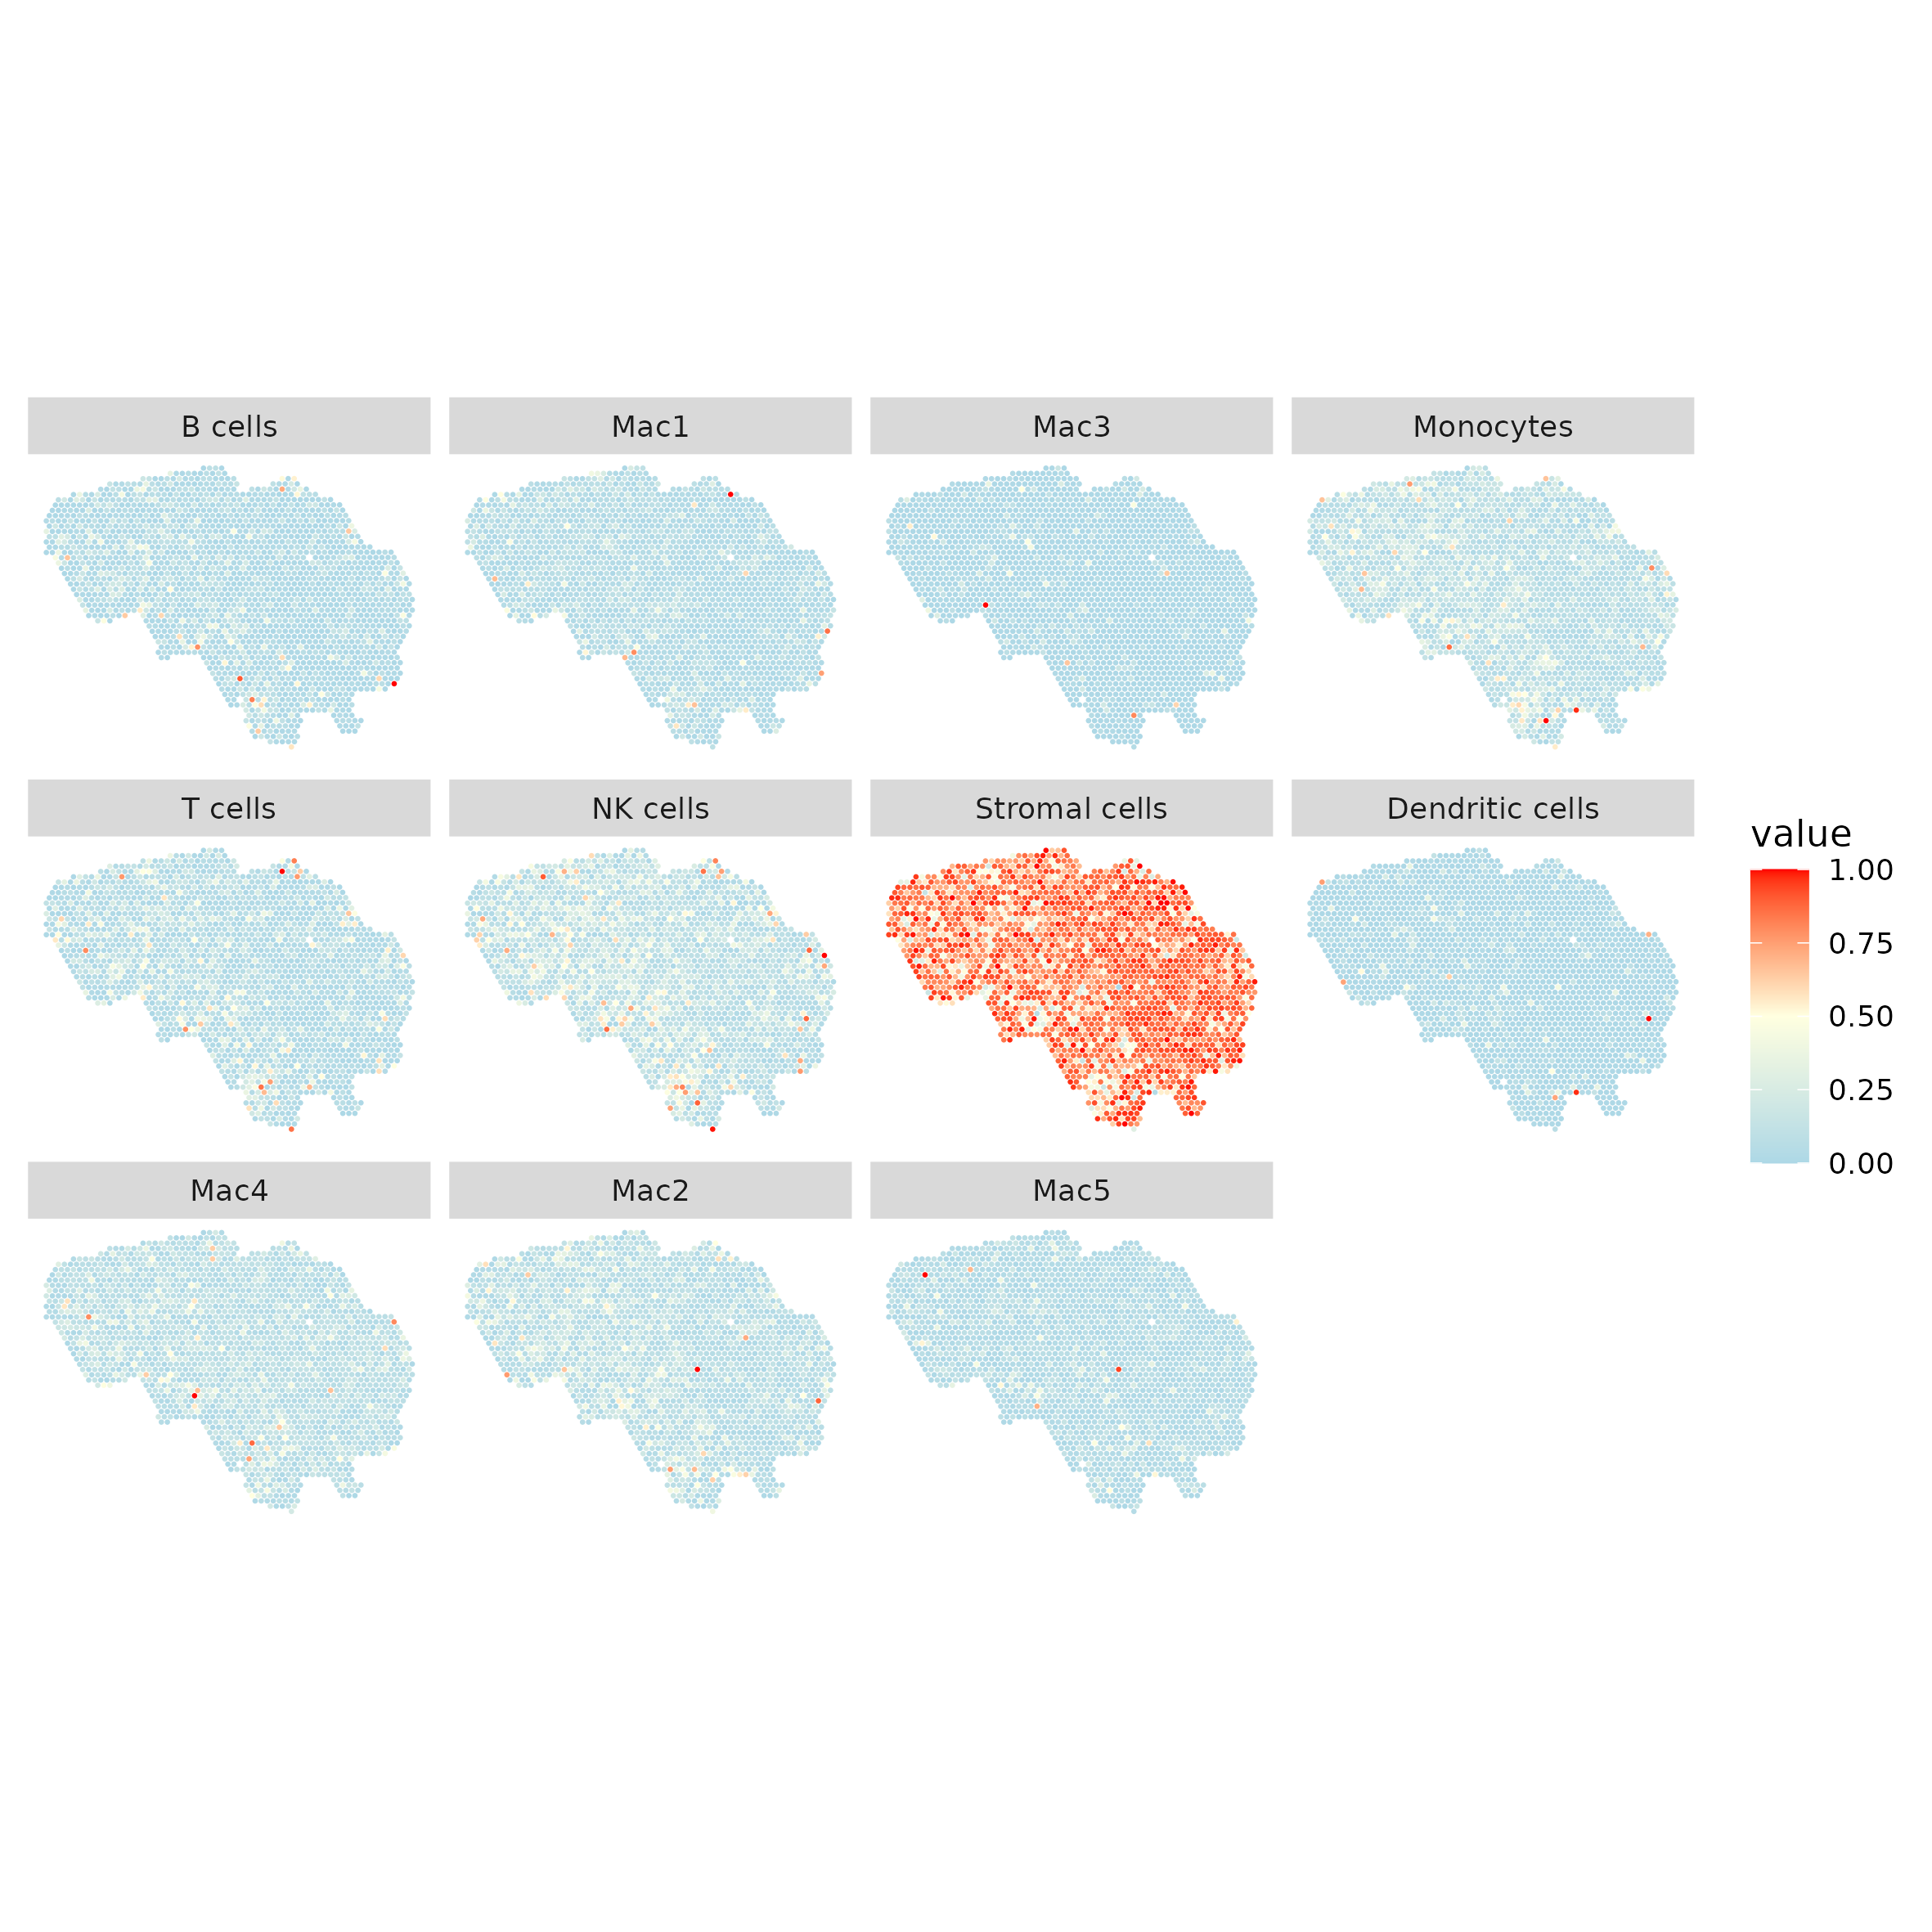 B cells
Mac1
Mac3
Monocytes
T cells
NK cells
Stromal cells
Dendritic cells
Mac4
Mac2
Mac5
value
1.00
0.75
0.50
0.25
0.00